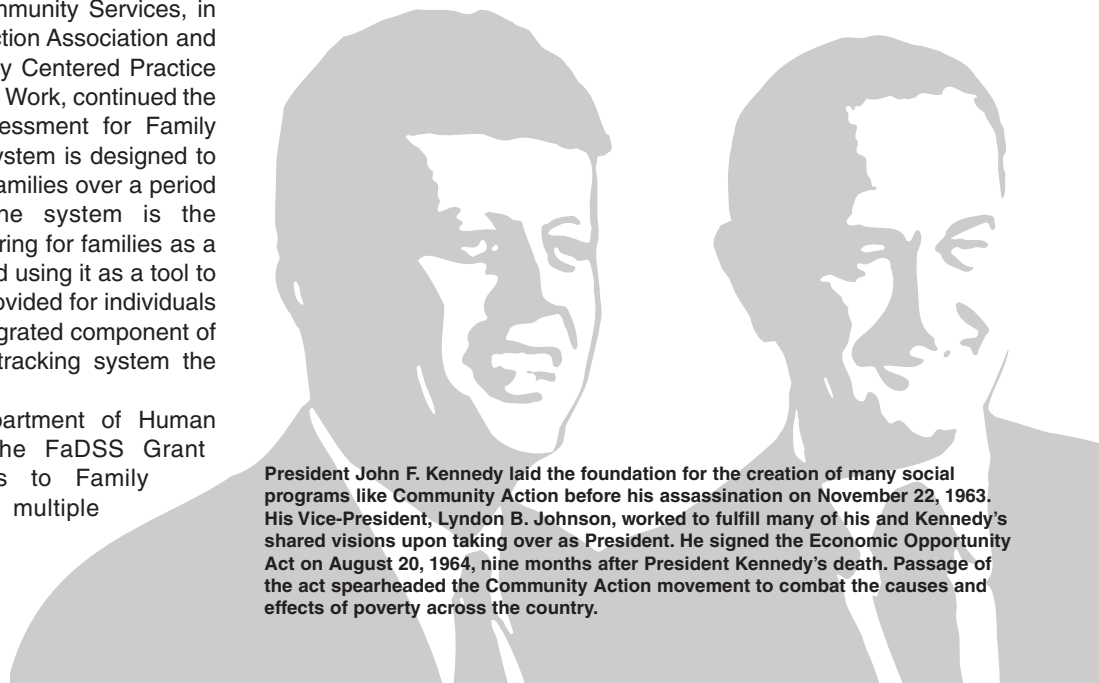 mmunity Services, in
ction Association and
y Centered Practice
Work, continued the
essment for Family
ystem is designed to
amilies over a period
ne system is the
ring for families as a
d using it as a tool to
ovided for individuals
grated component of
tracking system the
partment of Human
he FaDSS Grant
s to Family
multiple
President John F. Kennedy laid the foundation for the creation of many social
programs like Community Action before his assassination on November 22, 1963.
His Vice-President, Lyndon B. Johnson, worked to fulfill many of his and Kennedy’s
shared visions upon taking over as President. He signed the Economic Opportunity
Act on August 20, 1964, nine months after President Kennedy’s death. Passage of
the act spearheaded the Community Action movement to combat the causes and
effects of poverty across the country.